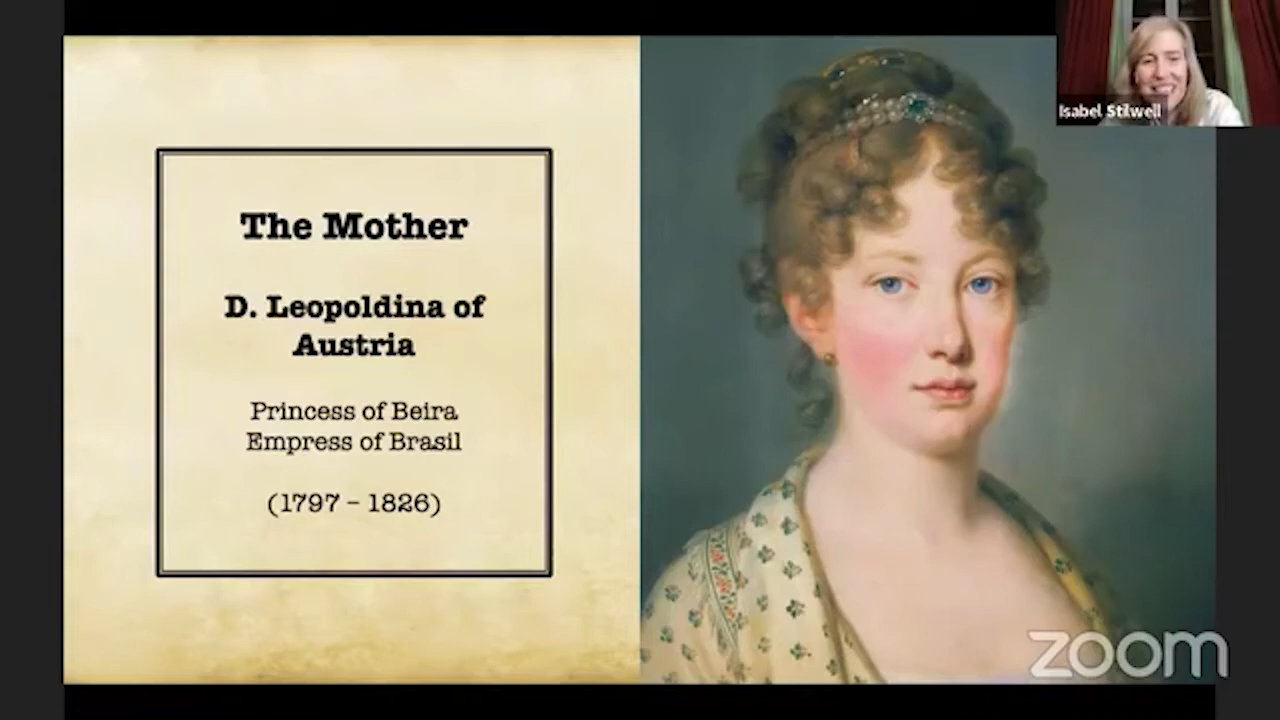 The Mother
D. Leopoldina of
Austria
Princess of Beira
Empress of Brasil
(1797 – 1826)
Isabel Stilwell
zoom